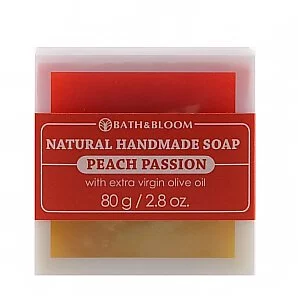 BATH&BLOOM
NATURAL HANDMADE SOAP
PEACH PASSION
with extra virgin olive oil
80 g / 2.8 oz.